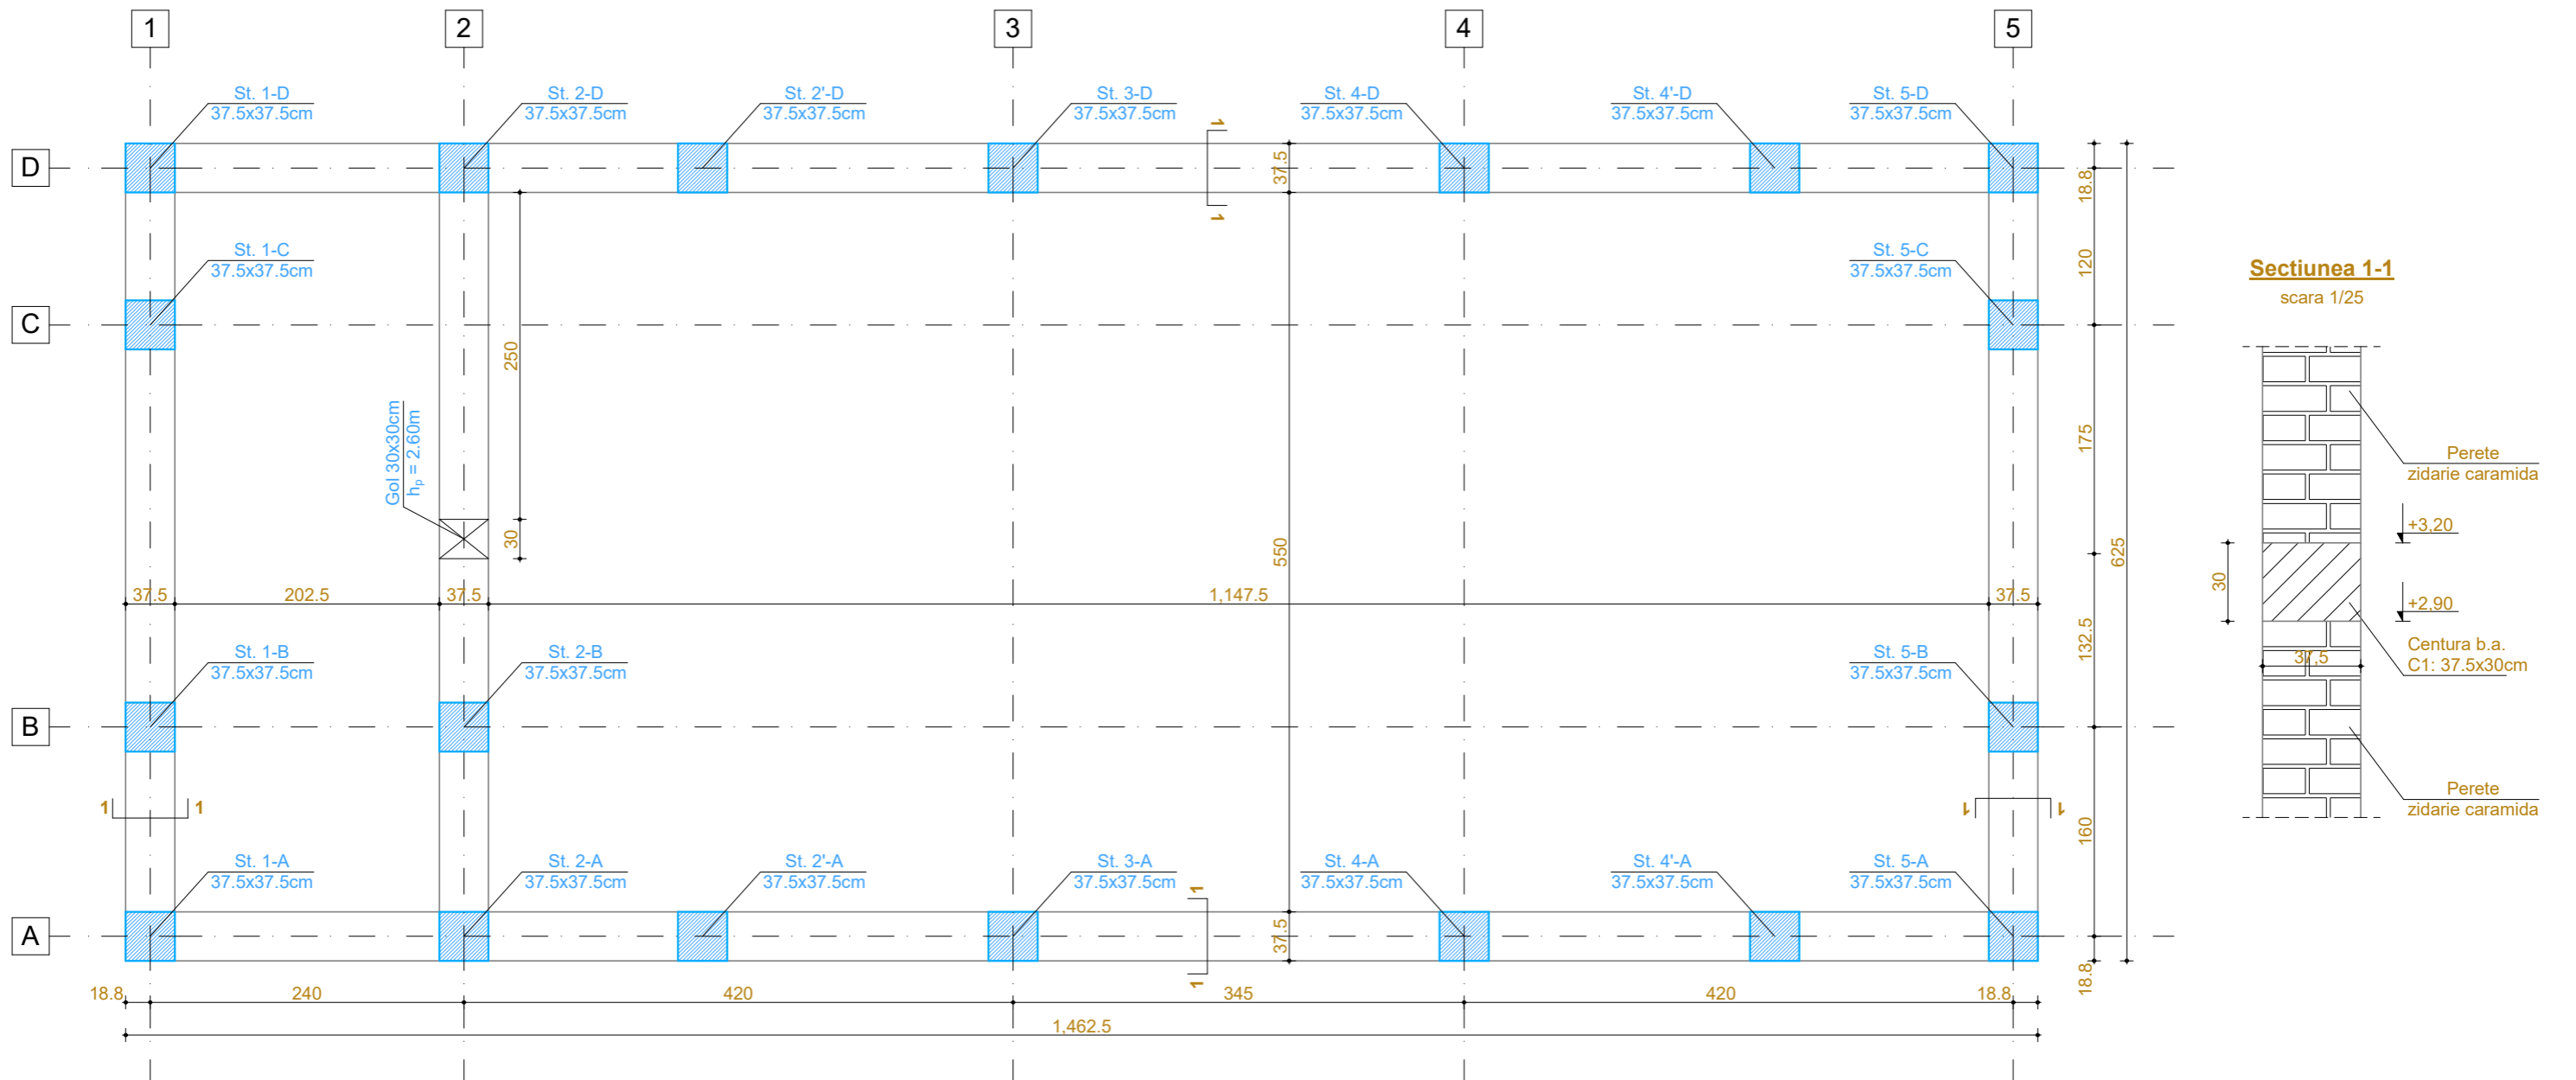 1
2
3
4
5
St. 1-D
37.5x37.5cm
St. 2-D
37.5x37.5cm
St. 2'-D
37.5x37.5cm
St. 3-D
37.5x37.5cm
St. 4-D
37.5x37.5cm
St. 4'-D
37.5x37.5cm
St. 5-D
37.5x37.5cm
1
1
D
37.5
18.8
St. 1-C
37.5x37.5cm
St. 5-C
37.5x37.5cm
120
C
250
Gol 30x30cm
hₚ = 2.60m
30
175
550
625
37.5
202.5
37.5
1,147.5
37.5
132.5
St. 1-B
37.5x37.5cm
St. 2-B
37.5x37.5cm
St. 5-B
37.5x37.5cm
B
1
1
1
1
160
St. 1-A
37.5x37.5cm
St. 2-A
37.5x37.5cm
St. 2'-A
37.5x37.5cm
St. 3-A
37.5x37.5cm
St. 4-A
37.5x37.5cm
St. 4'-A
37.5x37.5cm
St. 5-A
37.5x37.5cm
1
1
A
37.5
18.8
18.8
240
420
345
420
18.8
1,462.5
Sectiunea 1-1
scara 1/25
Perete
zidarie caramida
+3,20
30
+2,90
Centura b.a.
C1: 37.5x30cm
37,5
Perete
zidarie caramida